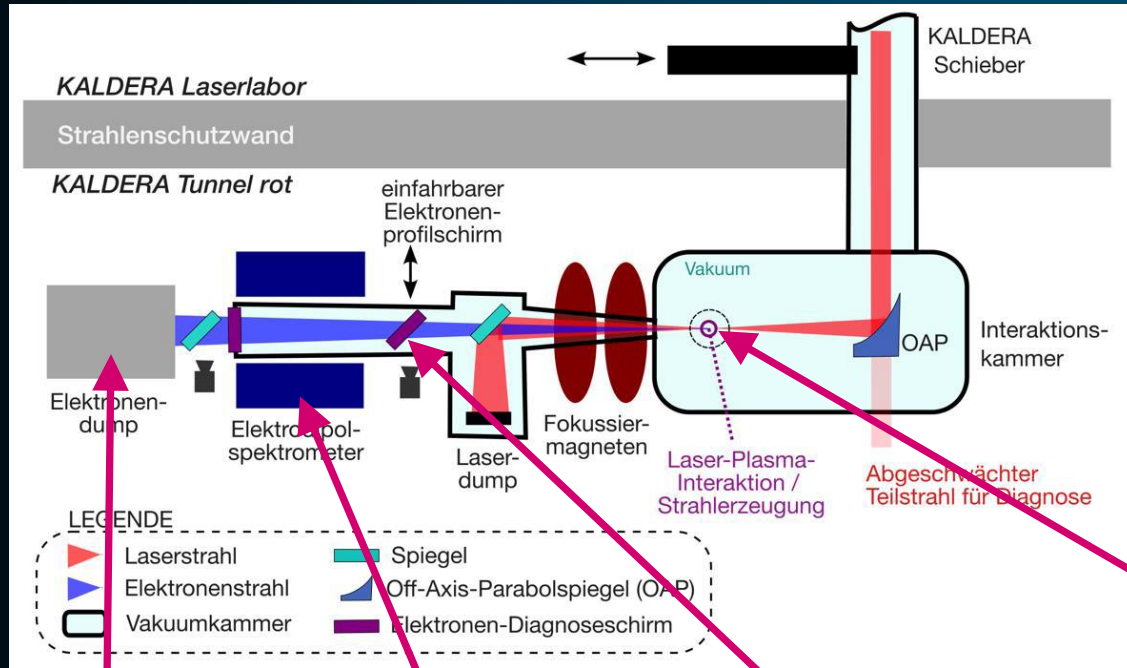 KALDERA
Schieber
KALDERA Laserlabor
Strahlenschutzwand
KALDERA Tunnel rot
einfahrbarer
Elektronen-
profilschirm
Vakuum
OAP
Interaktions-
kammer
Elektronen-
dump
spektrometer
Laser-
dump
Fokussier-
magneten
Laser-Plasma-
Interaktion /
Strahlerzeugung
Abgeschwächter
Teilstrahl für Diagnose
LEGENDE
Laserstrahl
Elektronenstrahl
Vakuumkammer
Spiegel
Off-Axis-Parabolspiegel (OAP)
Elektronen-Diagnoseschirm